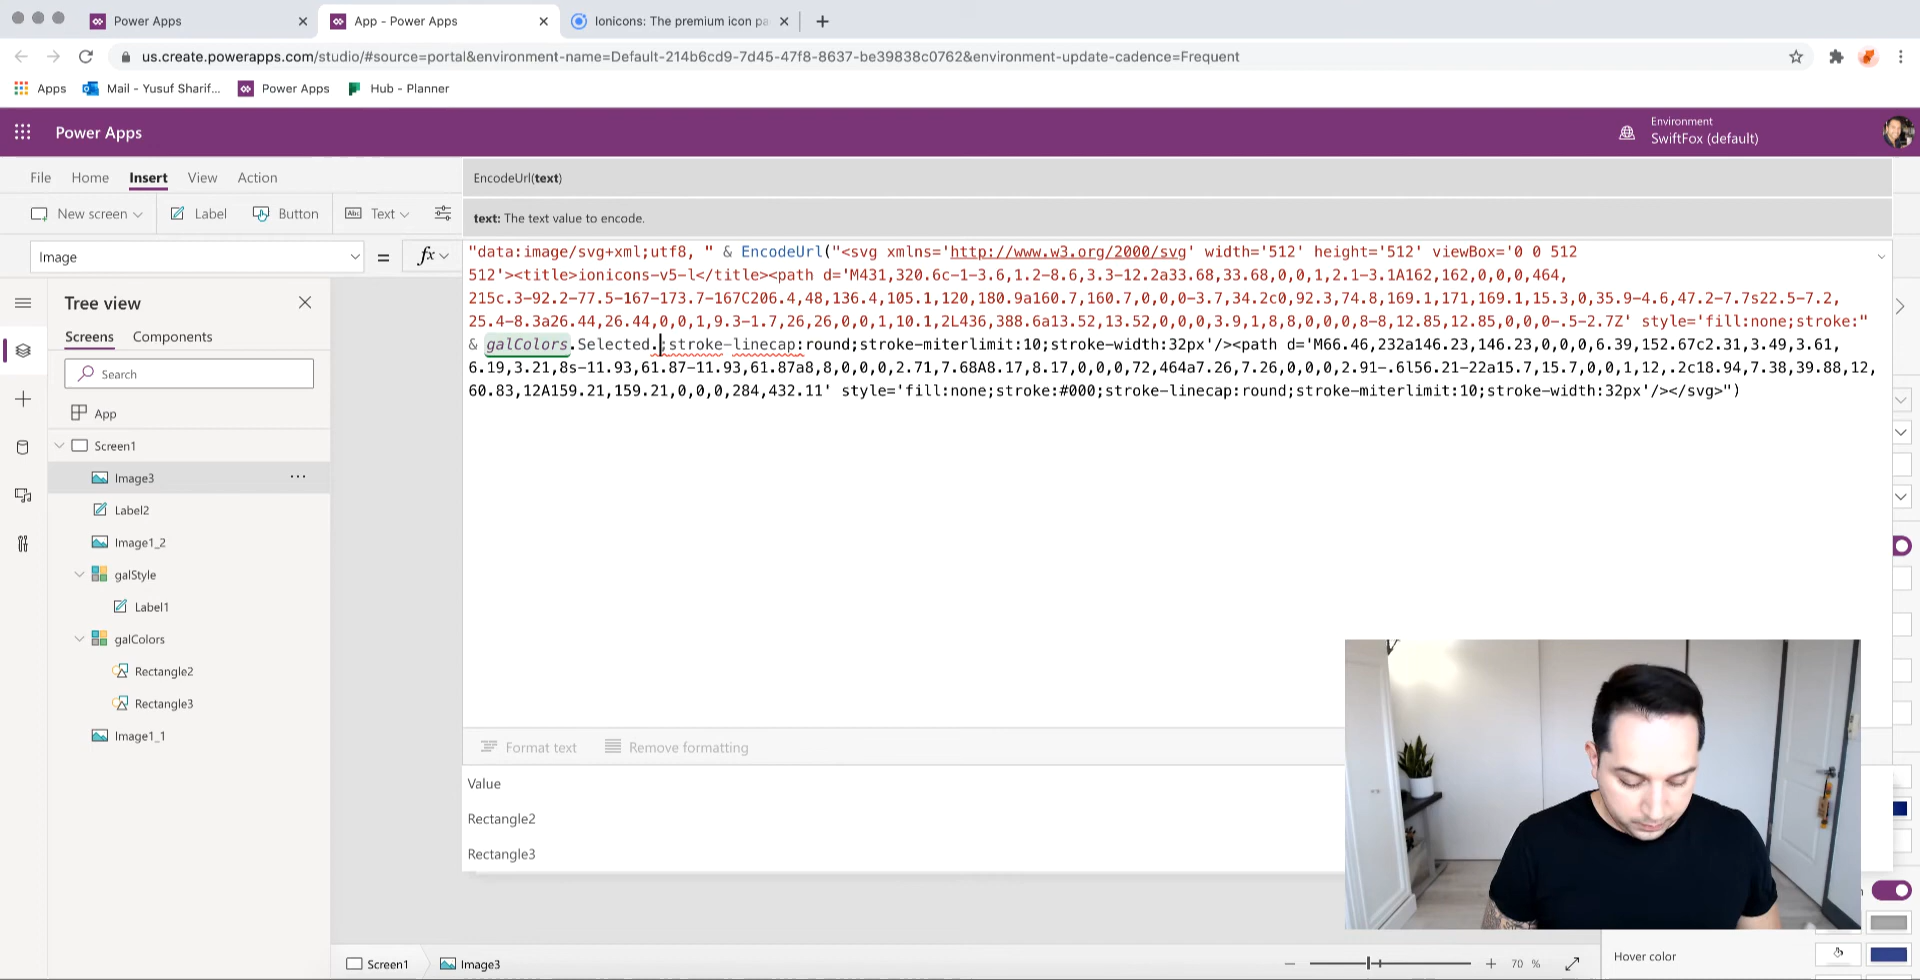 Power Apps
App - Power Apps
Ionicons: The premium icon pa
us.create.powerapps.com/studio/#source=portal&environment-name=Default-214b6cd9-7d45-47f8-8637-be39838c0762&environment-update-cadence=Frequent
Apps
Mail - Yusuf Sharif...
Power Apps
Hub - Planner
Power Apps
Environment
SwiftFox (default)
File Home Insert View Action
EncodeUrl(text)
New screen
Label
Button
Text
text: The text value to encode.
Image
= fx
"data:image/svg+xml;utf8, " & EncodeUrl("<svg xmlns='http://www.w3.org/2000/svg' width='512' height='512' viewBox='0 0 512
512'><title>ionicons-v5-l</title><path d='M431,320.6c-1-3.6,1.2-8.6,3.3-12.2a33.68,33.68,0,0,1,2.1-3.1A162,162,0,0,0,464,
215c.3-92.2-77.5-167-173.7-167C206.4,48,136.4,105.1,120,180.9a160.7,160.7,0,0,0-3.7,34.2c0,92.3,74.8,169.1,171,169.1,15.3,0,35.9-4.6,47.2-7.7s22.5-7.2,
25.4-8.3a26.44,26.44,0,0,1,9.3-1.7,26,26,0,0,1,10.1,2L436,388.6a13.52,13.52,0,0,0,3.9,1,8,8,0,0,0,8-8,12.85,12.85,0,0,0-.5-2.7Z' style='fill:none;stroke:"
& galColors.Selected.;stroke-linecap:round;stroke-miterlimit:10;stroke-width:32px'/><path d='M66.46,232a146.23,146.23,0,0,0,6.39,152.67c2.31,3.49,3.61,
6.19,3.21,8s-11.93,61.87-11.93,61.87a8,8,0,0,0,2.71,7.68A8.17,8.17,0,0,0,72,464a7.26,7.26,0,0,0,2.91-.6l56.21-22a15.7,15.7,0,0,1,12,.2c18.94,7.38,39.88,12,
60.83,12A159.21,159.21,0,0,0,284,432.11' style='fill:none;stroke:#000;stroke-linecap:round;stroke-miterlimit:10;stroke-width:32px'/></svg>")
Tree view
Screens Components
Search
App
Screen1
Image3
...
Label2
Image1_2
galStyle
Label1
galColors
Rectangle2
Rectangle3
Image1_1
Format text
Remove formatting
Value
Rectangle2
Rectangle3
Screen1
Image3
70 %
Hover color